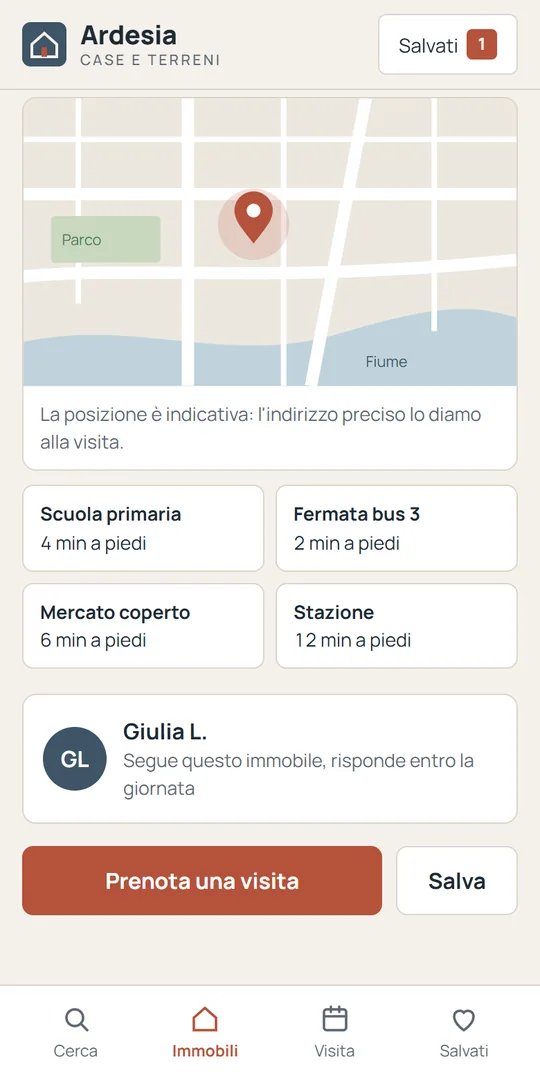 Ardesia
CASE E TERRENI
Salvati 1
Parco
Fiume
La posizione è indicativa: l'indirizzo preciso lo diamo
alla visita.
Scuola primaria
4 min a piedi
Fermata bus 3
2 min a piedi
Mercato coperto
6 min a piedi
Stazione
12 min a piedi
GL
Giulia L.
Segue questo immobile, risponde entro la
giornata
Prenota una visita
Salva
Cerca
Immobili
Visita
Salvati